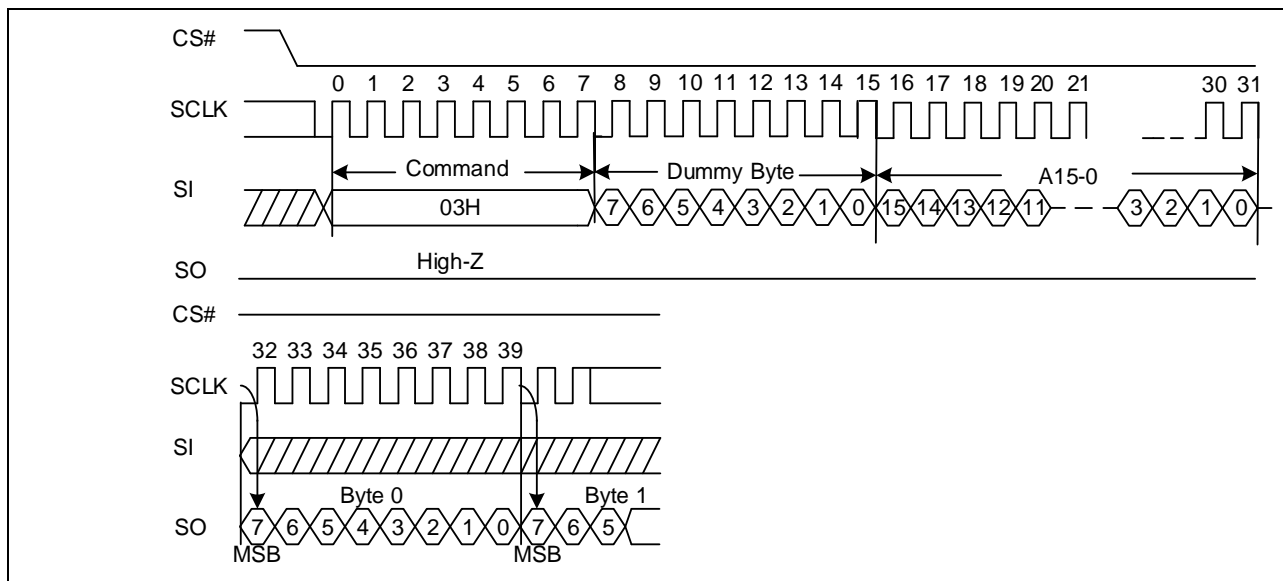 CS#
0 1 2 3 4 5 6 7 8 9 10 11 12 13 14 15 16 17 18 19 20 21 30 31
SCLK
Command Dummy Byte A15-0
SI 03H 7 6 5 4 3 2 1 0 15 14 13 12 11 3 2 1 0
High-Z
SO
CS#
32 33 34 35 36 37 38 39
SCLK
SI
Byte 0 Byte 1
SO 7 6 5 4 3 2 1 0 7 6 5
MSB MSB